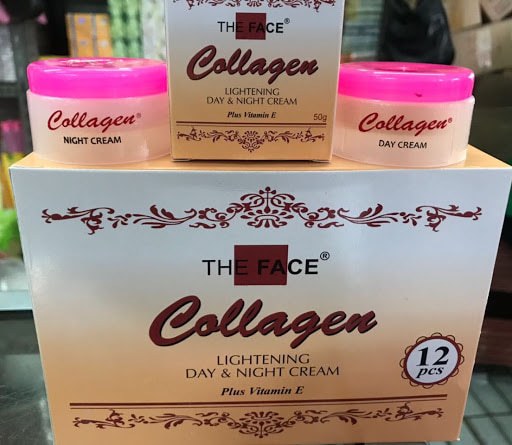 THE FACE®
Collagen
LIGHTENING
DAY & NIGHT CREAM
Plus Vitamin E
50g
Collagen®
NIGHT CREAM
Collagen®
DAY CREAM
THE FACE®
Collagen
LIGHTENING
DAY & NIGHT CREAM
Plus Vitamin E
12
pcs